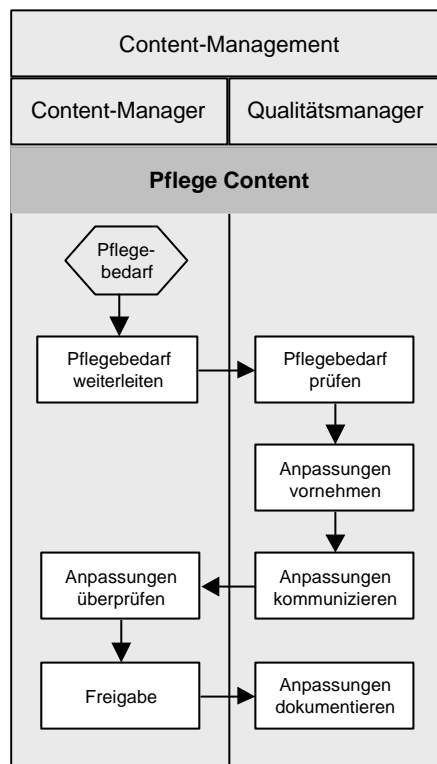 Content-Management
Content-Manager
Qualitätsmanager
Pflege Content
Pflege-
bedarf
Pflegebedarf
weiterleiten
Pflegebedarf
prüfen
Anpassungen
vornehmen
Anpassungen
überprüfen
Anpassungen
kommunizieren
Freigabe
Anpassungen
dokumentieren